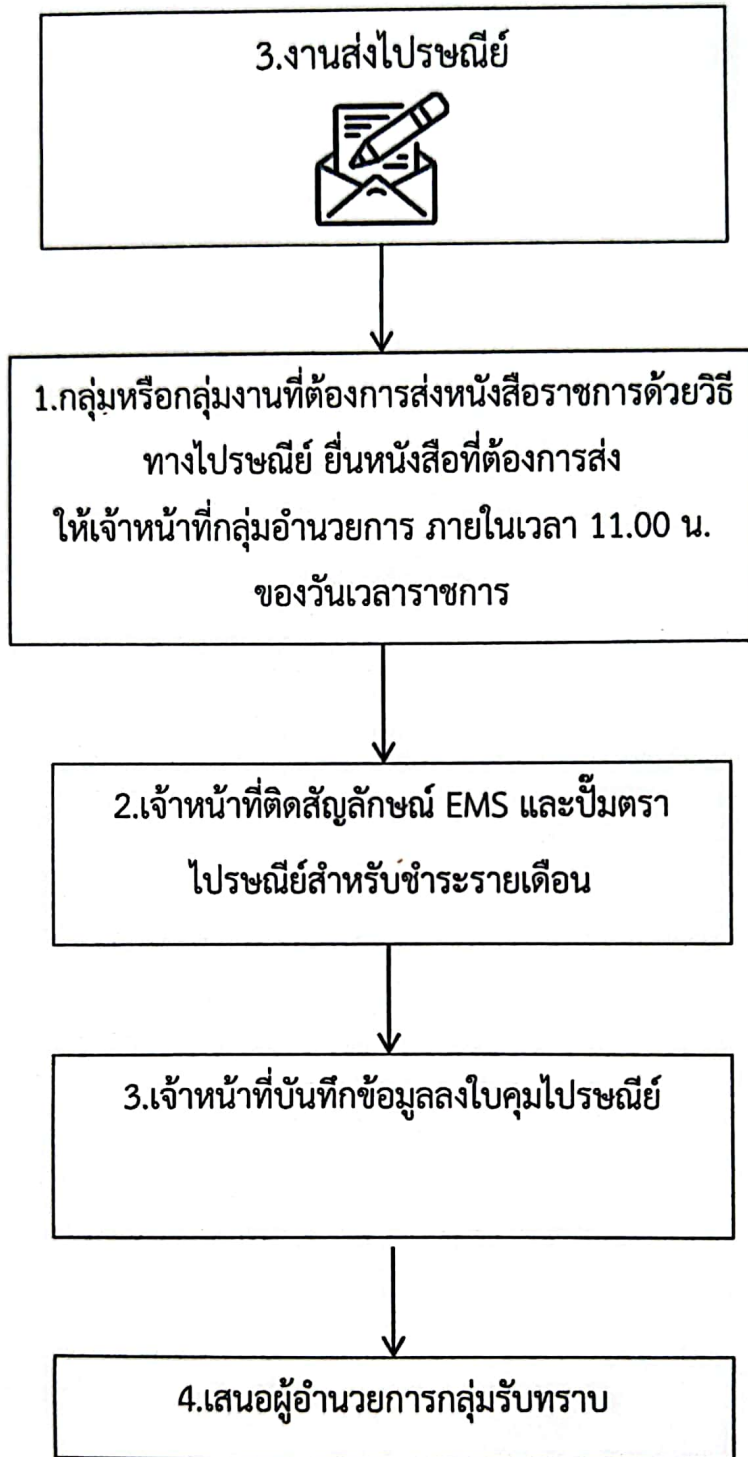 3.งานส่งไปรษณีย์
1.กลุ่มหรือกลุ่มงานที่ต้องการส่งหนังสือราชการด้วยวิธี
ทางไปรษณีย์ ยื่นหนังสือที่ต้องการส่ง
ให้เจ้าหน้าที่กลุ่มอำนวยการ ภายในเวลา 11.00 น.
ของวันเวลาราชการ
2.เจ้าหน้าที่ติดสัญลักษณ์ EMS และปั๊มตรา
ไปรษณีย์สำหรับชำระรายเดือน
3.เจ้าหน้าที่บันทึกข้อมูลลงใบคุมไปรษณีย์
4.เสนอผู้อำนวยการกลุ่มรับทราบ